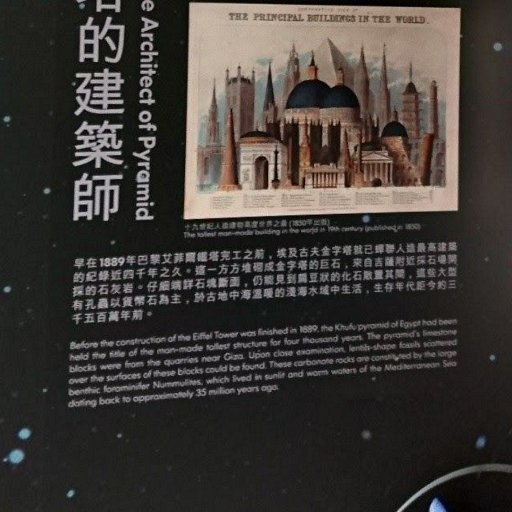 的建築師
e Architect of Pyramid
THE PRINCIPAL BUILDINGS IN THE WORLD.
十九世紀人造建物高度世界之最 (1850年出版)
The tallest man-made building in the world in 19th century (published in 1850)
早在1889年巴黎艾菲爾鐵塔完工之前，埃及古夫金字塔就已蟬聯人造最高建築
的紀錄近四千年之久。這一方方堆砌成金字塔的巨石，來自吉薩附近採石場開
採的石灰岩。仔細端詳石塊斷面，仍能見到扁豆狀的化石散置其間，這些大型
有孔蟲以貨幣石為主，於古地中海溫暖的淺海水域中生活，生存年代距今約三
千五百萬年前。
Before the construction of the Eiffel Tower was finished in 1889, the Khufu pyramid of Egypt had been
held the title of the man-made tallest structure for four thousand years. The pyramid's limestone
blocks were from the quarries near Giza. Upon close examination, lentils-shape fossils scattered
over the surfaces of these blocks could be found. These carbonate rocks are constituted by the large
benthic foraminifer Nummulites, which lived in sunlit and warm waters of the Mediterranean Sea
dating back to approximately 35 million years ago.